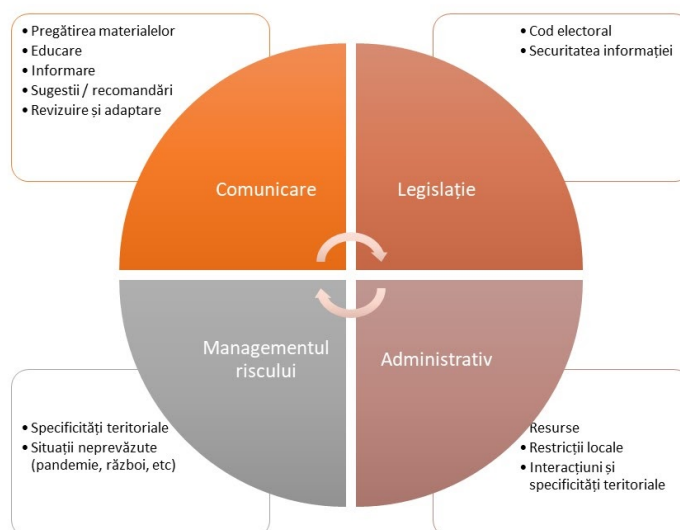 • Pregătirea materialelor
• Educare
• Informare
• Sugestii / recomandări
• Revizuire și adaptare
• Cod electoral
• Securitatea informației
Comunicare
Legislație
Managementul
riscului
Administrativ
• Specificități teritoriale
• Situații neprevăzute
(pandemie, război, etc)
Resurse
• Restricții locale
• Interacțiuni și
specificități teritoriale